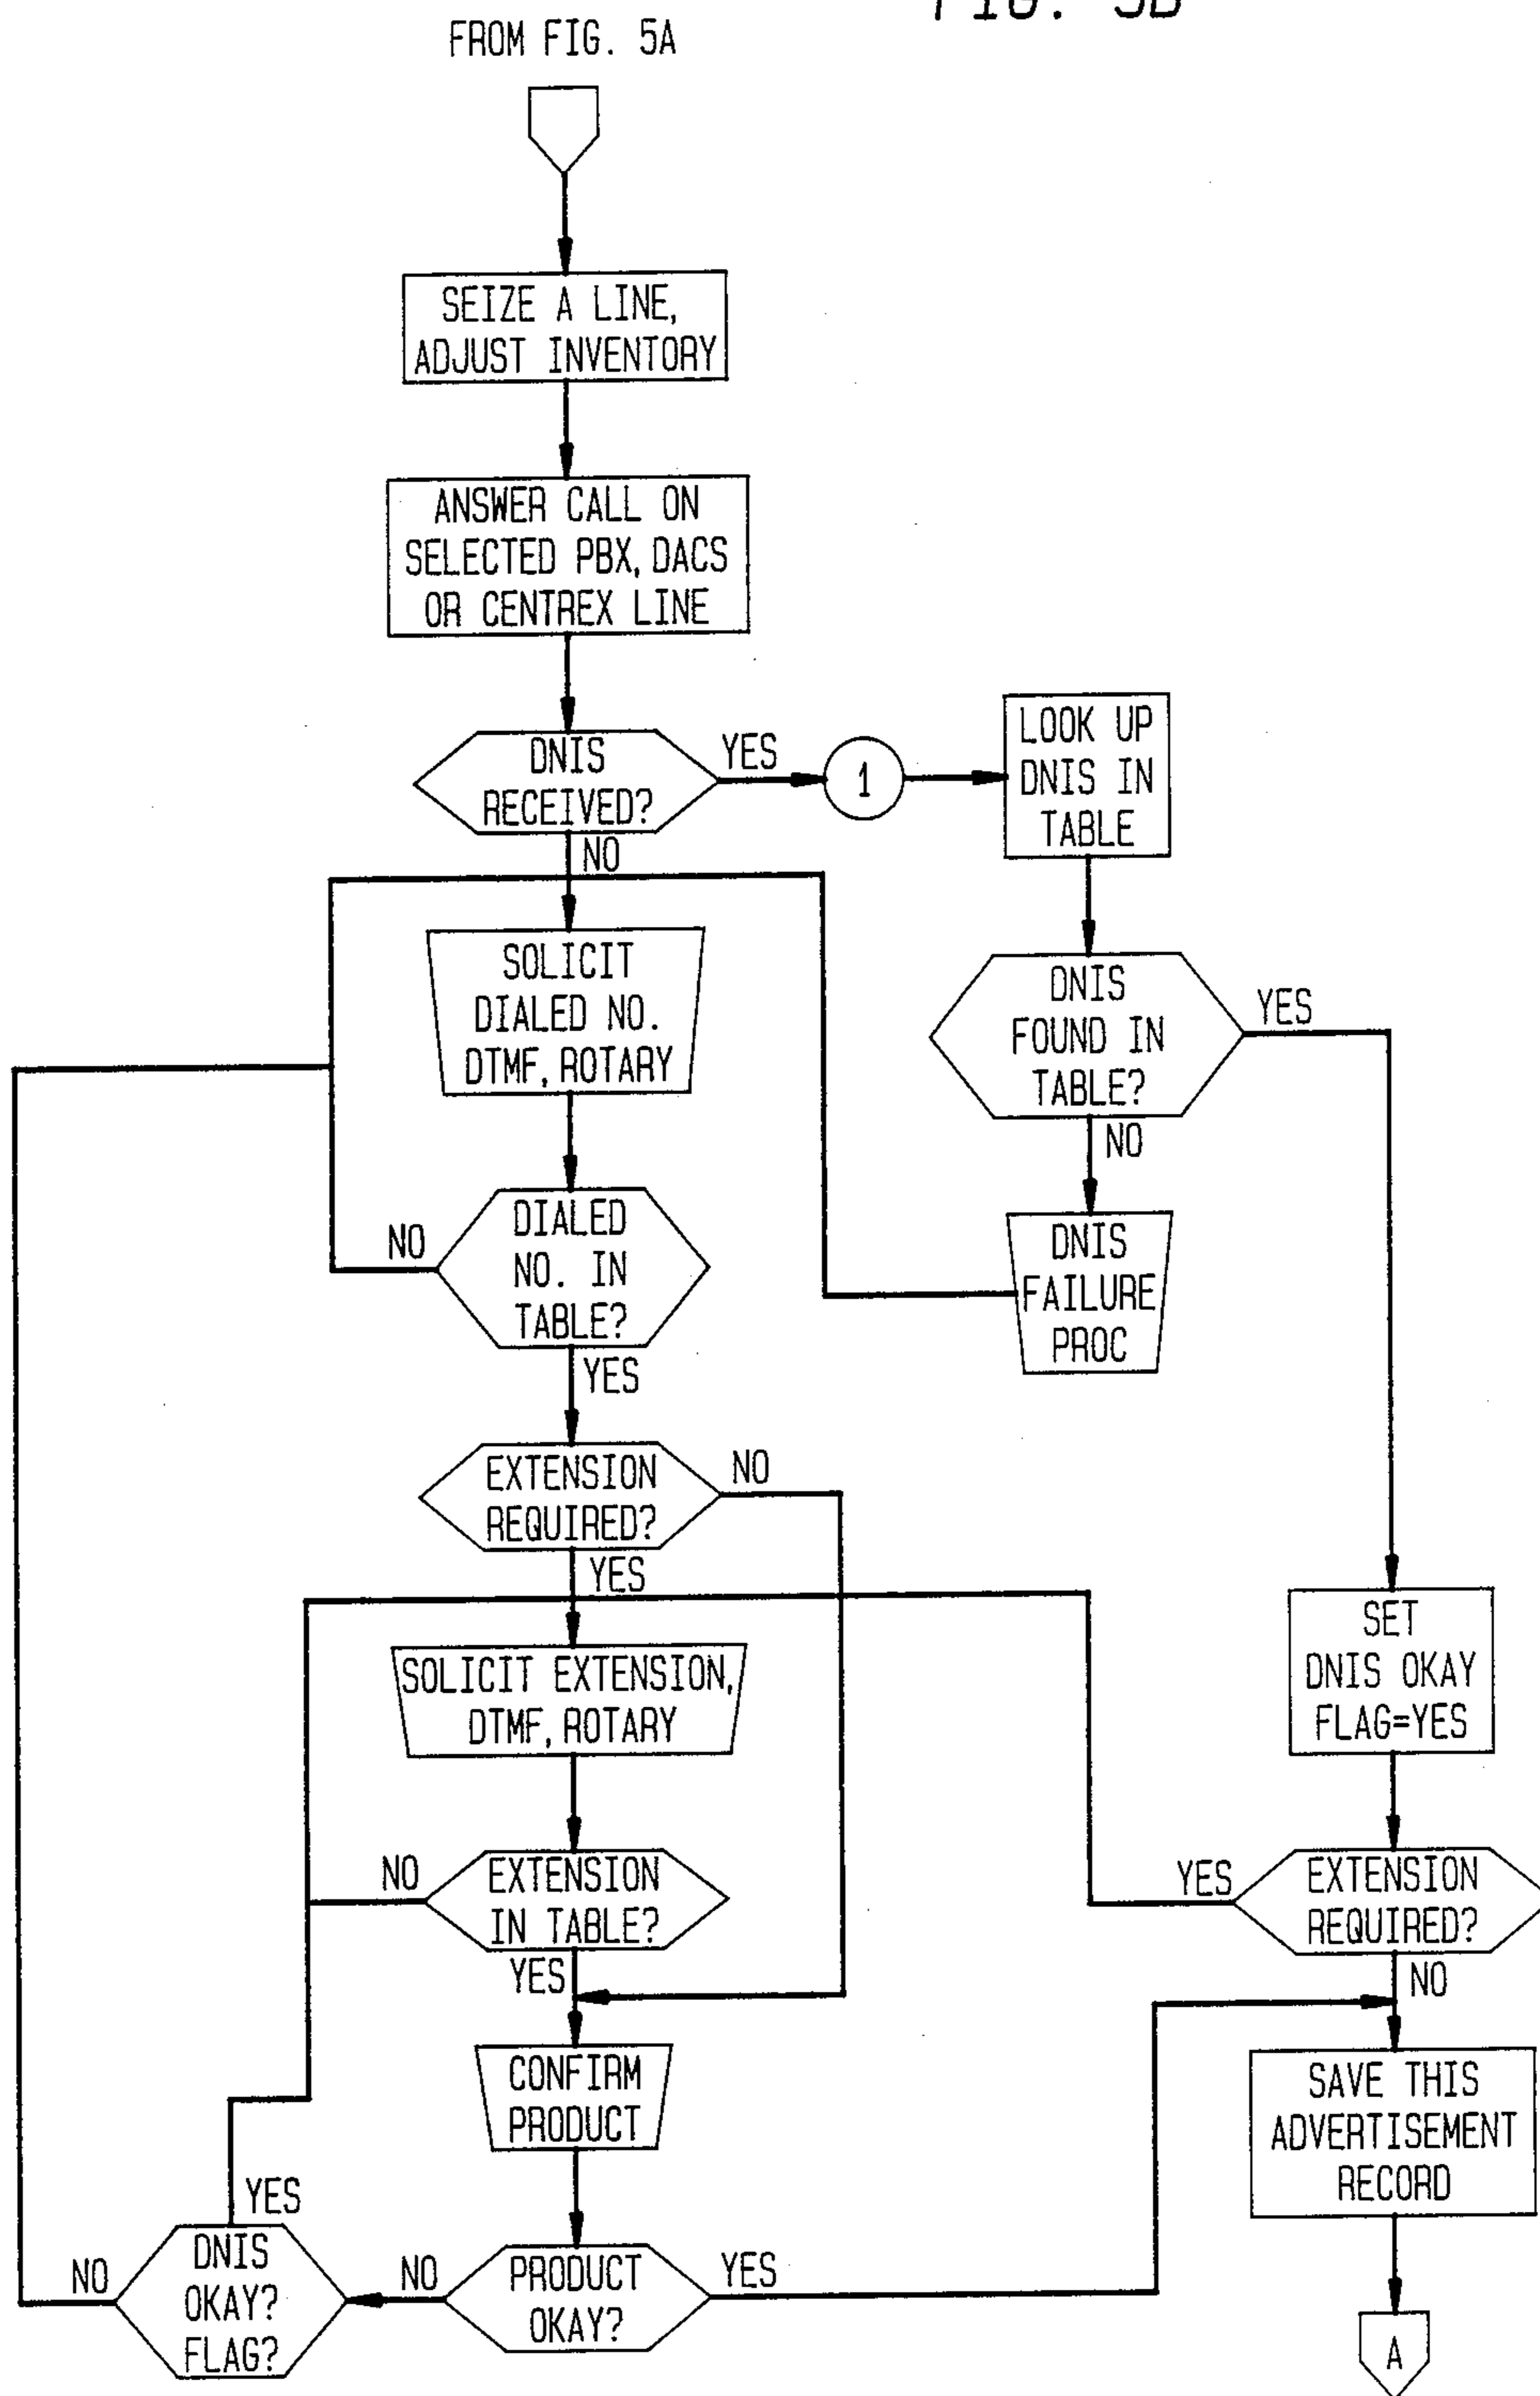 FIG. 5B
FROM FIG. 5A
SEIZE A LINE,
ADJUST INVENTORY
ANSWER CALL ON
SELECTED PBX, DACS
OR CENTREX LINE
DNIS
RECEIVED?
YES
1
LOOK UP
DNIS IN
TABLE
NO
SOLICIT
DIALED NO.
DTMF, ROTARY
DNIS
FOUND IN
TABLE?
YES
NO
DIALED
NO. IN
TABLE?
NO
DNIS
FAILURE
PROC
YES
EXTENSION
REQUIRED?
NO
YES
SOLICIT EXTENSION,
DTMF, ROTARY
SET
DNIS OKAY
FLAG=YES
EXTENSION
IN TABLE?
NO
YES
EXTENSION
REQUIRED?
YES
NO
CONFIRM
PRODUCT
SAVE THIS
ADVERTISEMENT
RECORD
YES
DNIS
OKAY?
FLAG?
NO
NO
PRODUCT
OKAY?
YES
A